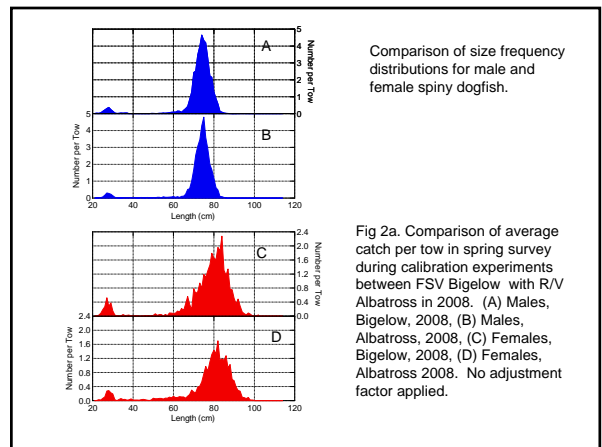 A
5
4
3
2
1
0
Number per Tow
B
5
4
3
2
1
0
Number per Tow
20 40 60 80 100 120
Length (cm)
Comparison of size frequency
distributions for male and
female spiny dogfish.
C
2.4
2.0
1.6
1.2
0.8
0.4
0.0
Number per Tow
D
2.4
2.0
1.6
1.2
0.8
0.4
0.0
Number per Tow
20 40 60 80 100 120
Length (cm)
Fig 2a. Comparison of average
catch per tow in spring survey
during calibration experiments
between FSV Bigelow with R/V
Albatross in 2008. (A) Males,
Bigelow, 2008, (B) Males,
Albatross, 2008, (C) Females,
Bigelow, 2008, (D) Females,
Albatross 2008. No adjustment
factor applied.